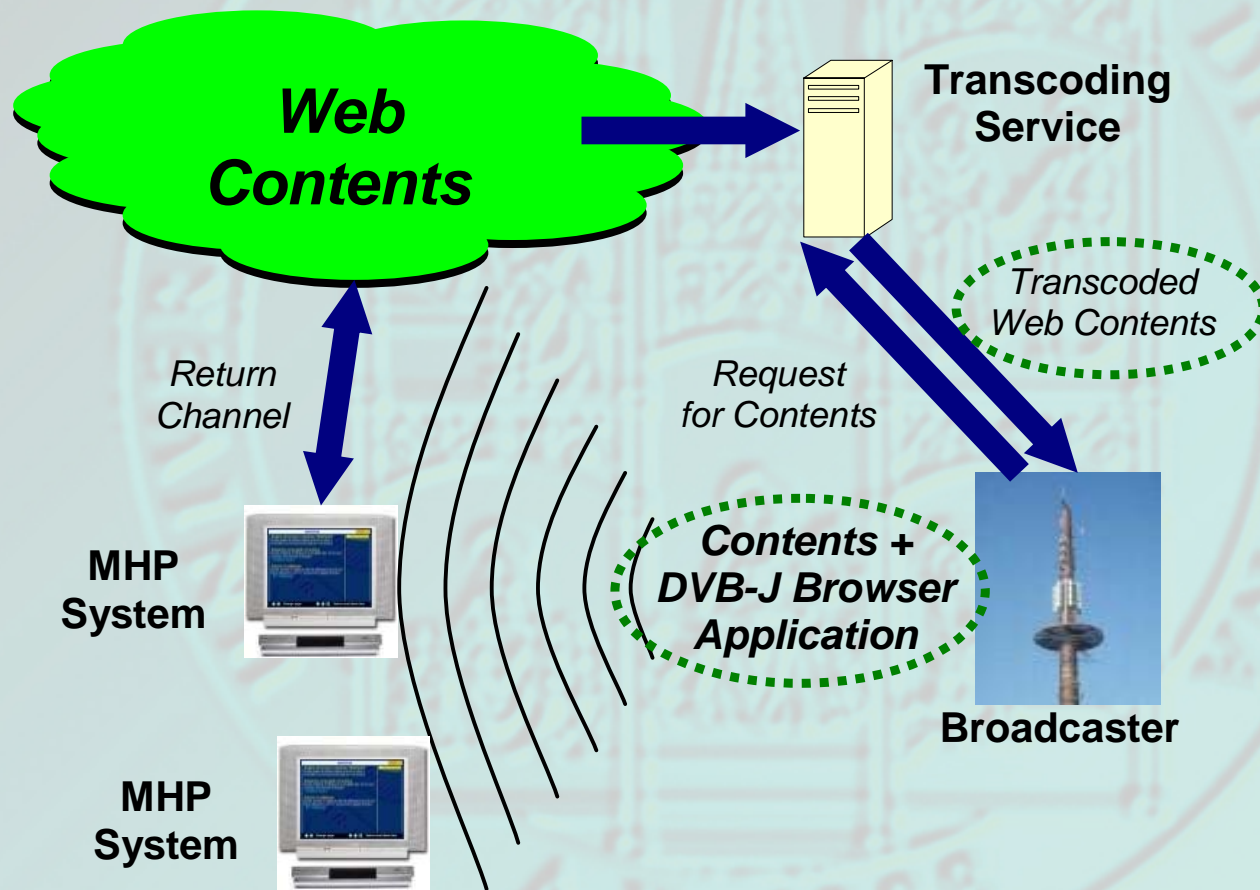 Web
Contents
Transcoding
Service
Transcoded
Web Contents
Return
Channel
Request
for Contents
MHP
System
Contents +
DVB-J Browser
Application
Broadcaster
MHP
System